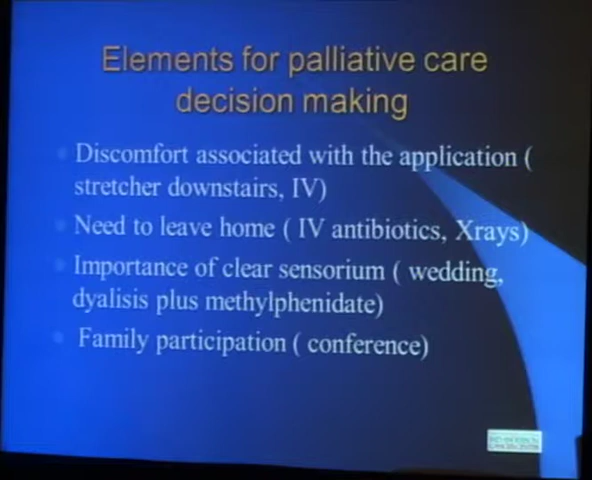 Elements for palliative care
decision making
Discomfort associated with the application (
stretcher downstairs, IV)
Need to leave home ( IV antibiotics, Xrays)
Importance of clear sensorium ( wedding,
dyalisis plus methylphenidate)
Family participation ( conference)